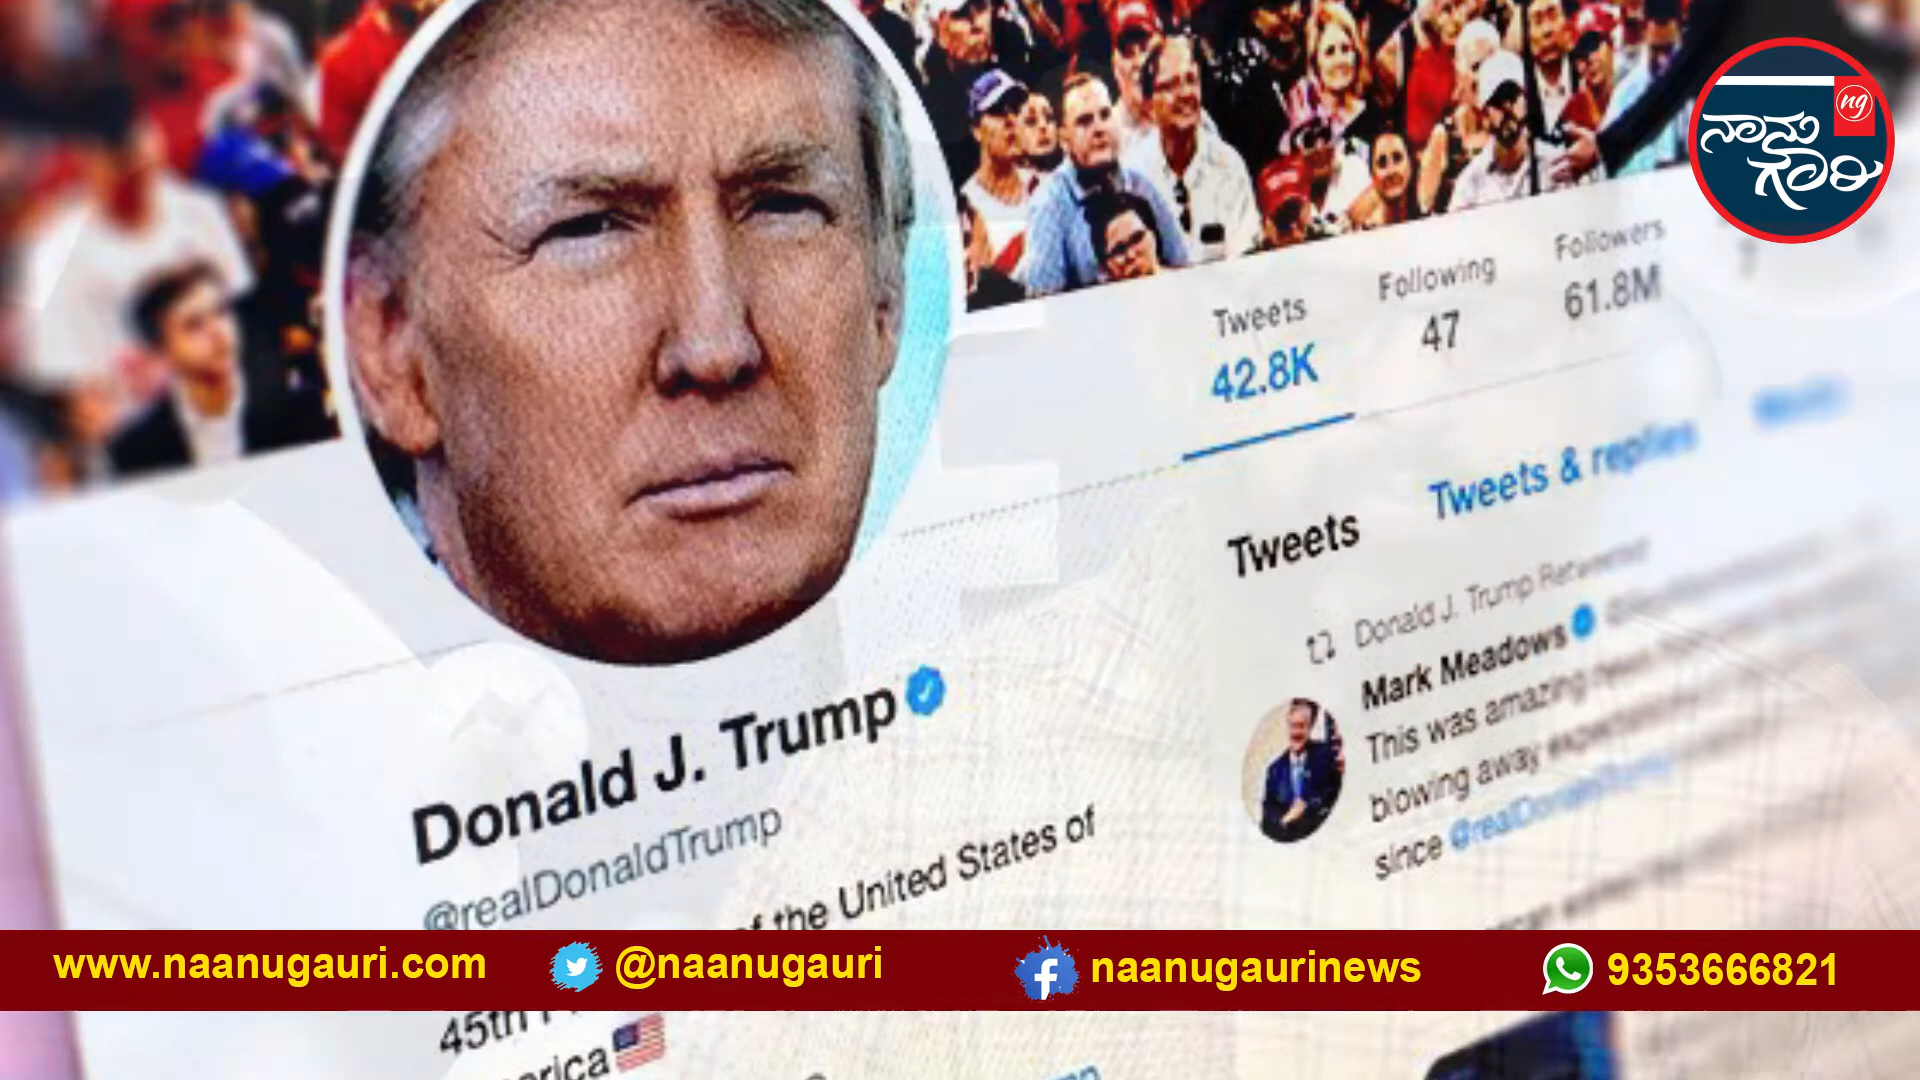 ನಾನು
ng
ಗೌರಿ
Tweets
42.8K
Following
47
Followers
61.8M
Tweets
Tweets & replies
Donald J. Trump Retweeted
Mark Meadows
This was amazing
blowing away
since @realDonaldTrump
Donald J. Trump
@realDonaldTrump
of the United States of
45th
www.naanugauri.com
@naanugauri
naanugaurinews
9353666821